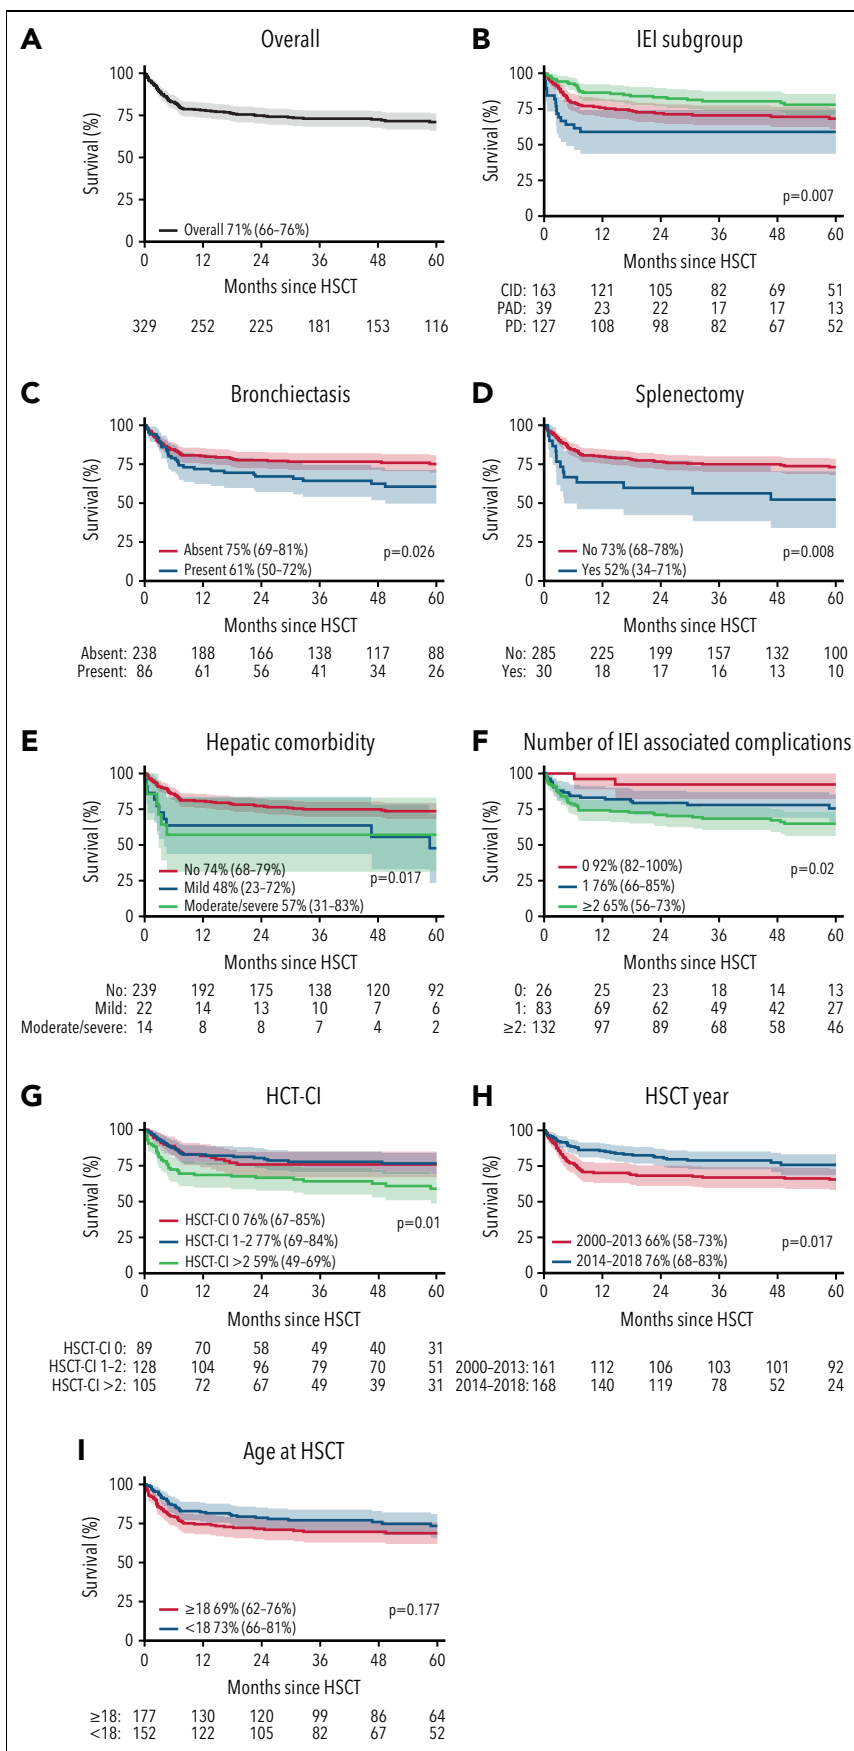 A
Overall
Survival (%)
100
75
50
25
0
Overall 71% (66–76%)
0 12 24 36 48 60
Months since HSCT
329 252 225 181 153 116
B
IEI subgroup
Survival (%)
100
75
50
25
0
p=0.007
0 12 24 36 48 60
Months since HSCT
CID: 163 121 105 82 69 51
PAD: 39 23 22 17 17 13
PD: 127 108 98 82 67 52
C
Bronchiectasis
Survival (%)
100
75
50
25
0
Absent 75% (69–81%)
Present 61% (50–72%)
p=0.026
0 12 24 36 48 60
Months since HSCT
Absent: 238 188 166 138 117 88
Present: 86 61 56 41 34 26
D
Splenectomy
Survival (%)
100
75
50
25
0
No 73% (68–78%)
Yes 52% (34–71%)
p=0.008
0 12 24 36 48 60
Months since HSCT
No: 285 225 199 157 132 100
Yes: 30 18 17 16 13 10
E
Hepatic comorbidity
Survival (%)
100
75
50
25
0
No 74% (68–79%)
Mild 48% (23–72%)
Moderate/severe 57% (31–83%)
p=0.017
0 12 24 36 48 60
Months since HSCT
No: 239 192 175 138 120 92
Mild: 22 14 13 10 7 6
Moderate/severe: 14 8 8 7 4 2
F
Number of IEI associated complications
Survival (%)
100
75
50
25
0
0 92% (82–100%)
1 76% (66–85%)
≥2 65% (56–73%)
p=0.02
0 12 24 36 48 60
Months since HSCT
0: 26 25 23 18 14 13
1: 83 69 62 49 42 27
≥2: 132 97 89 68 58 46
G
HCT-CI
Survival (%)
100
75
50
25
0
HSCT-CI 0 76% (67–85%)
HSCT-CI 1–2 77% (69–84%)
HSCT-CI >2 59% (49–69%)
p=0.01
0 12 24 36 48 60
Months since HSCT
HSCT-CI 0: 89 70 58 49 40 31
HSCT-CI 1–2: 128 104 96 79 70 51
HSCT-CI >2: 105 72 67 49 39 31
H
HSCT year
Survival (%)
100
75
50
25
0
2000–2013 66% (58–73%)
2014–2018 76% (68–83%)
p=0.017
0 12 24 36 48 60
Months since HSCT
2000–2013: 161 112 106 103 101 92
2014–2018: 168 140 119 78 52 24
I
Age at HSCT
Survival (%)
100
75
50
25
0
≥18 69% (62–76%)
<18 73% (66–81%)
p=0.177
0 12 24 36 48 60
Months since HSCT
≥18: 177 130 120 99 86 64
<18: 152 122 105 82 67 52